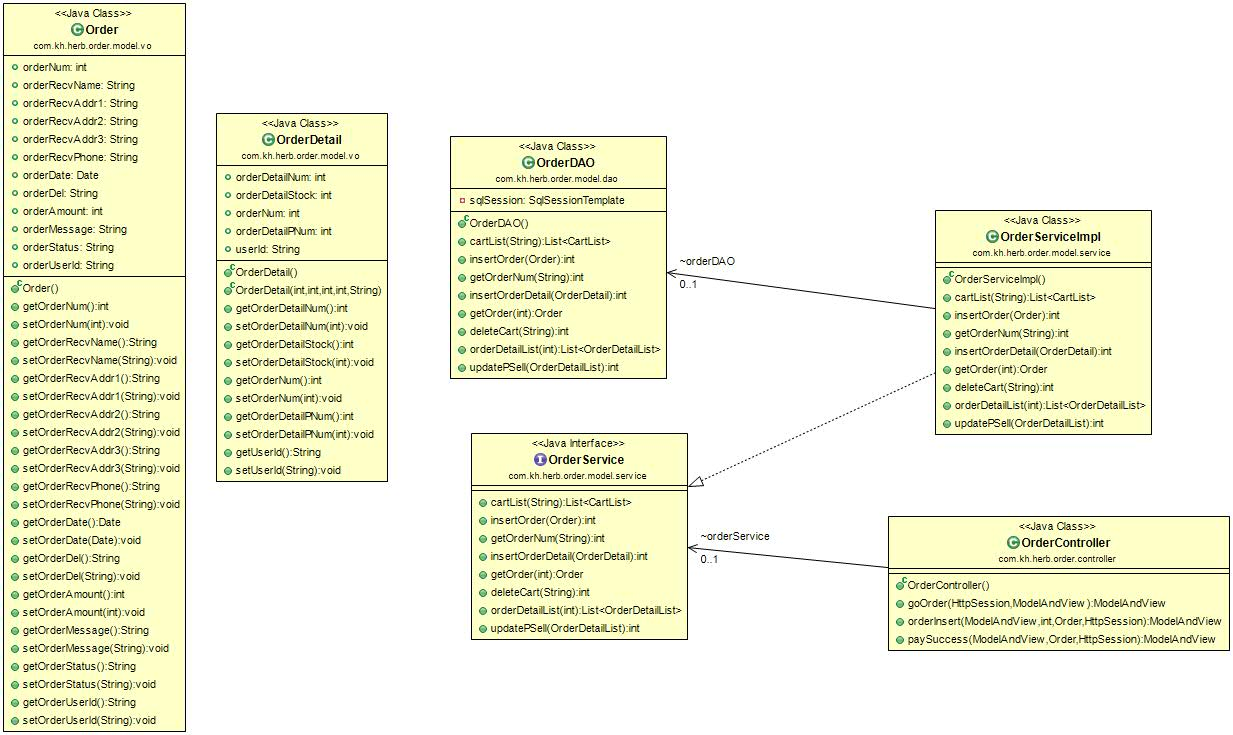 <<Java Class>>
Order
com.kh.herb.order.model.vo
orderNum: int
orderRecvName: String
orderRecvAddr1: String
orderRecvAddr2: String
orderRecvAddr3: String
orderRecvPhone: String
orderDate: Date
orderDel: String
orderAmount: int
orderMessage: String
orderStatus: String
orderUserId: String
Order()
getOrderNum():int
setOrderNum(int):void
getOrderRecvName():String
setOrderRecvName(String):void
getOrderRecvAddr1():String
setOrderRecvAddr1(String):void
getOrderRecvAddr2():String
setOrderRecvAddr2(String):void
getOrderRecvAddr3():String
setOrderRecvAddr3(String):void
getOrderRecvPhone():String
setOrderRecvPhone(String):void
getOrderDate():Date
setOrderDate(Date):void
getOrderDel():String
setOrderDel(String):void
getOrderAmount():int
setOrderAmount(int):void
getOrderMessage():String
setOrderMessage(String):void
getOrderStatus():String
setOrderStatus(String):void
getOrderUserId():String
setOrderUserId(String):void
<<Java Class>>
OrderDetail
com.kh.herb.order.model.vo
orderDetailNum: int
orderDetailStock: int
orderNum: int
orderDetailPNum: int
userId: String
OrderDetail()
OrderDetail(int,int,int,int,String)
getOrderDetailNum():int
setOrderDetailNum(int):void
getOrderDetailStock():int
setOrderDetailStock(int):void
getOrderNum():int
setOrderNum(int):void
getOrderDetailPNum():int
setOrderDetailPNum(int):void
getUserId():String
setUserId(String):void
<<Java Class>>
OrderDAO
com.kh.herb.order.model.dao
sqlSession: SqlSessionTemplate
OrderDAO()
cartList(String):List<CartList>
insertOrder(Order):int
getOrderNum(String):int
insertOrderDetail(OrderDetail):int
getOrder(int):Order
deleteCart(String):int
orderDetailList(int):List<OrderDetailList>
updatePSell(OrderDetailList):int
~orderDAO
0..1
<<Java Class>>
OrderServiceImpl
com.kh.herb.order.model.service
OrderServiceImpl()
cartList(String):List<CartList>
insertOrder(Order):int
getOrderNum(String):int
insertOrderDetail(OrderDetail):int
getOrder(int):Order
deleteCart(String):int
orderDetailList(int):List<OrderDetailList>
updatePSell(OrderDetailList):int
<<Java Interface>>
OrderService
com.kh.herb.order.model.service
cartList(String):List<CartList>
insertOrder(Order):int
getOrderNum(String):int
insertOrderDetail(OrderDetail):int
getOrder(int):Order
deleteCart(String):int
orderDetailList(int):List<OrderDetailList>
updatePSell(OrderDetailList):int
~orderService
0..1
<<Java Class>>
OrderController
com.kh.herb.order.controller
OrderController()
goOrder(HttpSession,ModelAndView):ModelAndView
orderInsert(ModelAndView,int,Order,HttpSession):ModelAndView
paySuccess(ModelAndView,Order,HttpSession):ModelAndView